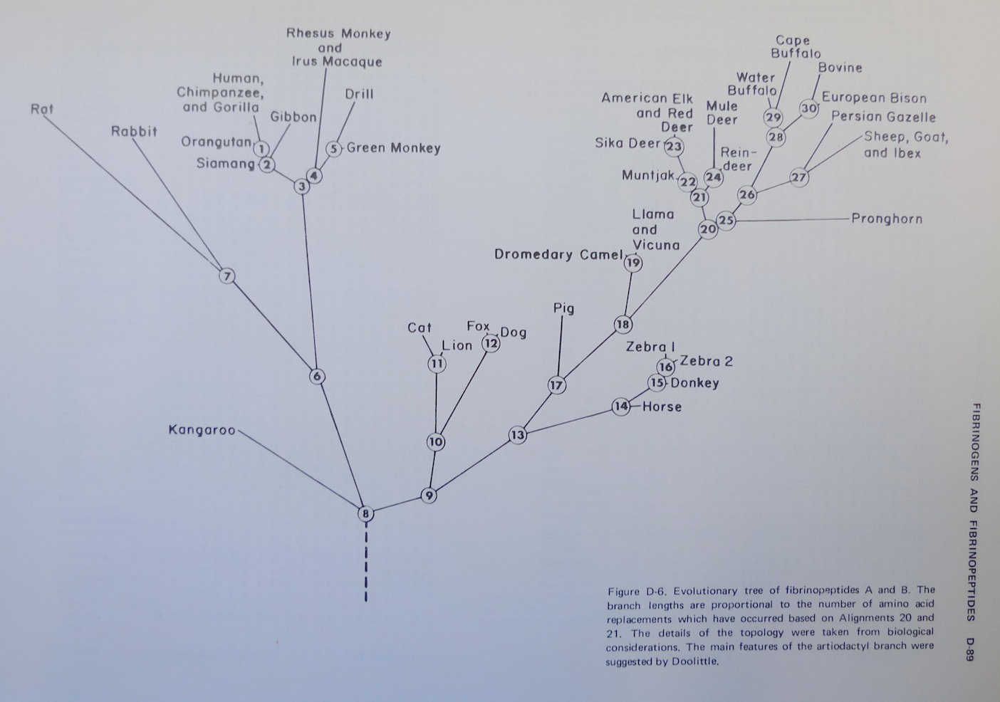 Rhesus Monkey
and
Irus Macaque
Human,
Chimpanzee,
and Gorilla
Drill
Gibbon
Rat
Rabbit
Orangutan
Siamang
Green Monkey
1
2
3
4
5
7
6
Kangaroo
8
Cape
Buffalo
Bovine
Water
Buffalo
European Bison
Persian Gazelle
Sheep, Goat,
and Ibex
American Elk
and Red
Deer
Mule
Deer
Sika Deer
Muntjak
Rein-
deer
30
29
28
23
24
22
21
27
26
25
20
Pronghorn
Llama
and
Vicuna
Dromedary Camel
19
Pig
18
Cat
Lion
Fox
Dog
12
11
Zebra 1
Zebra 2
16
15
Donkey
17
14
Horse
10
13
9
Figure D-6. Evolutionary tree of fibrinopeptides A and B. The
branch lengths are proportional to the number of amino acid
replacements which have occurred based on Alignments 20 and
21. The details of the topology were taken from biological
considerations. The main features of the artiodactyl branch were
suggested by Doolittle.
FIBRINOGENS AND FIBRINOPEPTIDES D-89